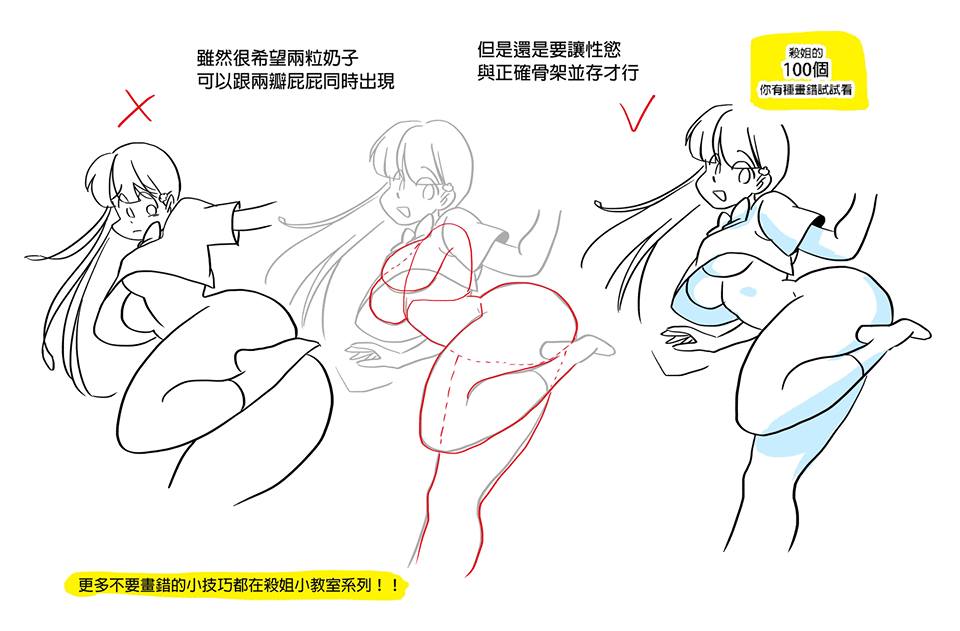 雖然很希望兩粒奶子
可以跟兩瓣屁屁同時出現
但是還是要讓性慾
與正確骨架並存才行
殺姐的
100個
你有種畫錯試試看
更多不要畫錯的小技巧都在殺姐小教室系列！！